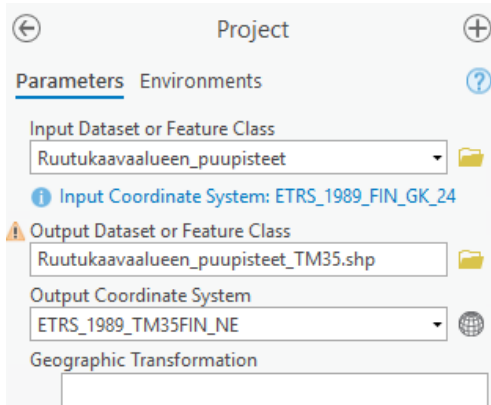 Project
Parameters Environments
Input Dataset or Feature Class
Ruutukaavaalueen_puupisteet
Input Coordinate System: ETRS_1989_FIN_GK_24
Output Dataset or Feature Class
Ruutukaavaalueen_puupisteet_TM35.shp
Output Coordinate System
ETRS_1989_TM35FIN_NE
Geographic Transformation